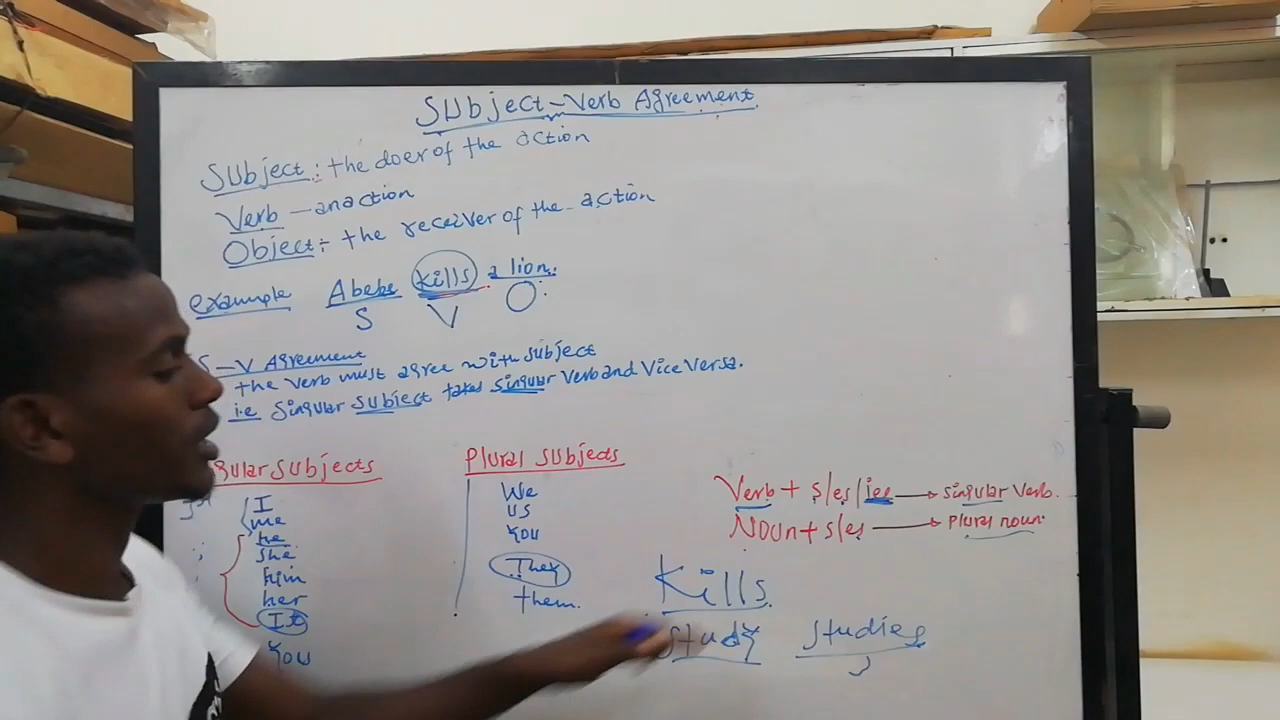 Subject-Verb Agreement
Subject: the doer of the action
Verb - an action
Object: the receiver of the action
example Abebe kills a lion.
S V O
S-V Agreement
the verb must agree with subject
i.e singular subject takes singular verb and vice versa.
Subjects
I
me
he
she
him
her
It
You
Plural Subjects
We
us
You
They
them.
Verb + s/es/ies → singular verb.
Noun + s/es → plural noun.
Kills
Study studies